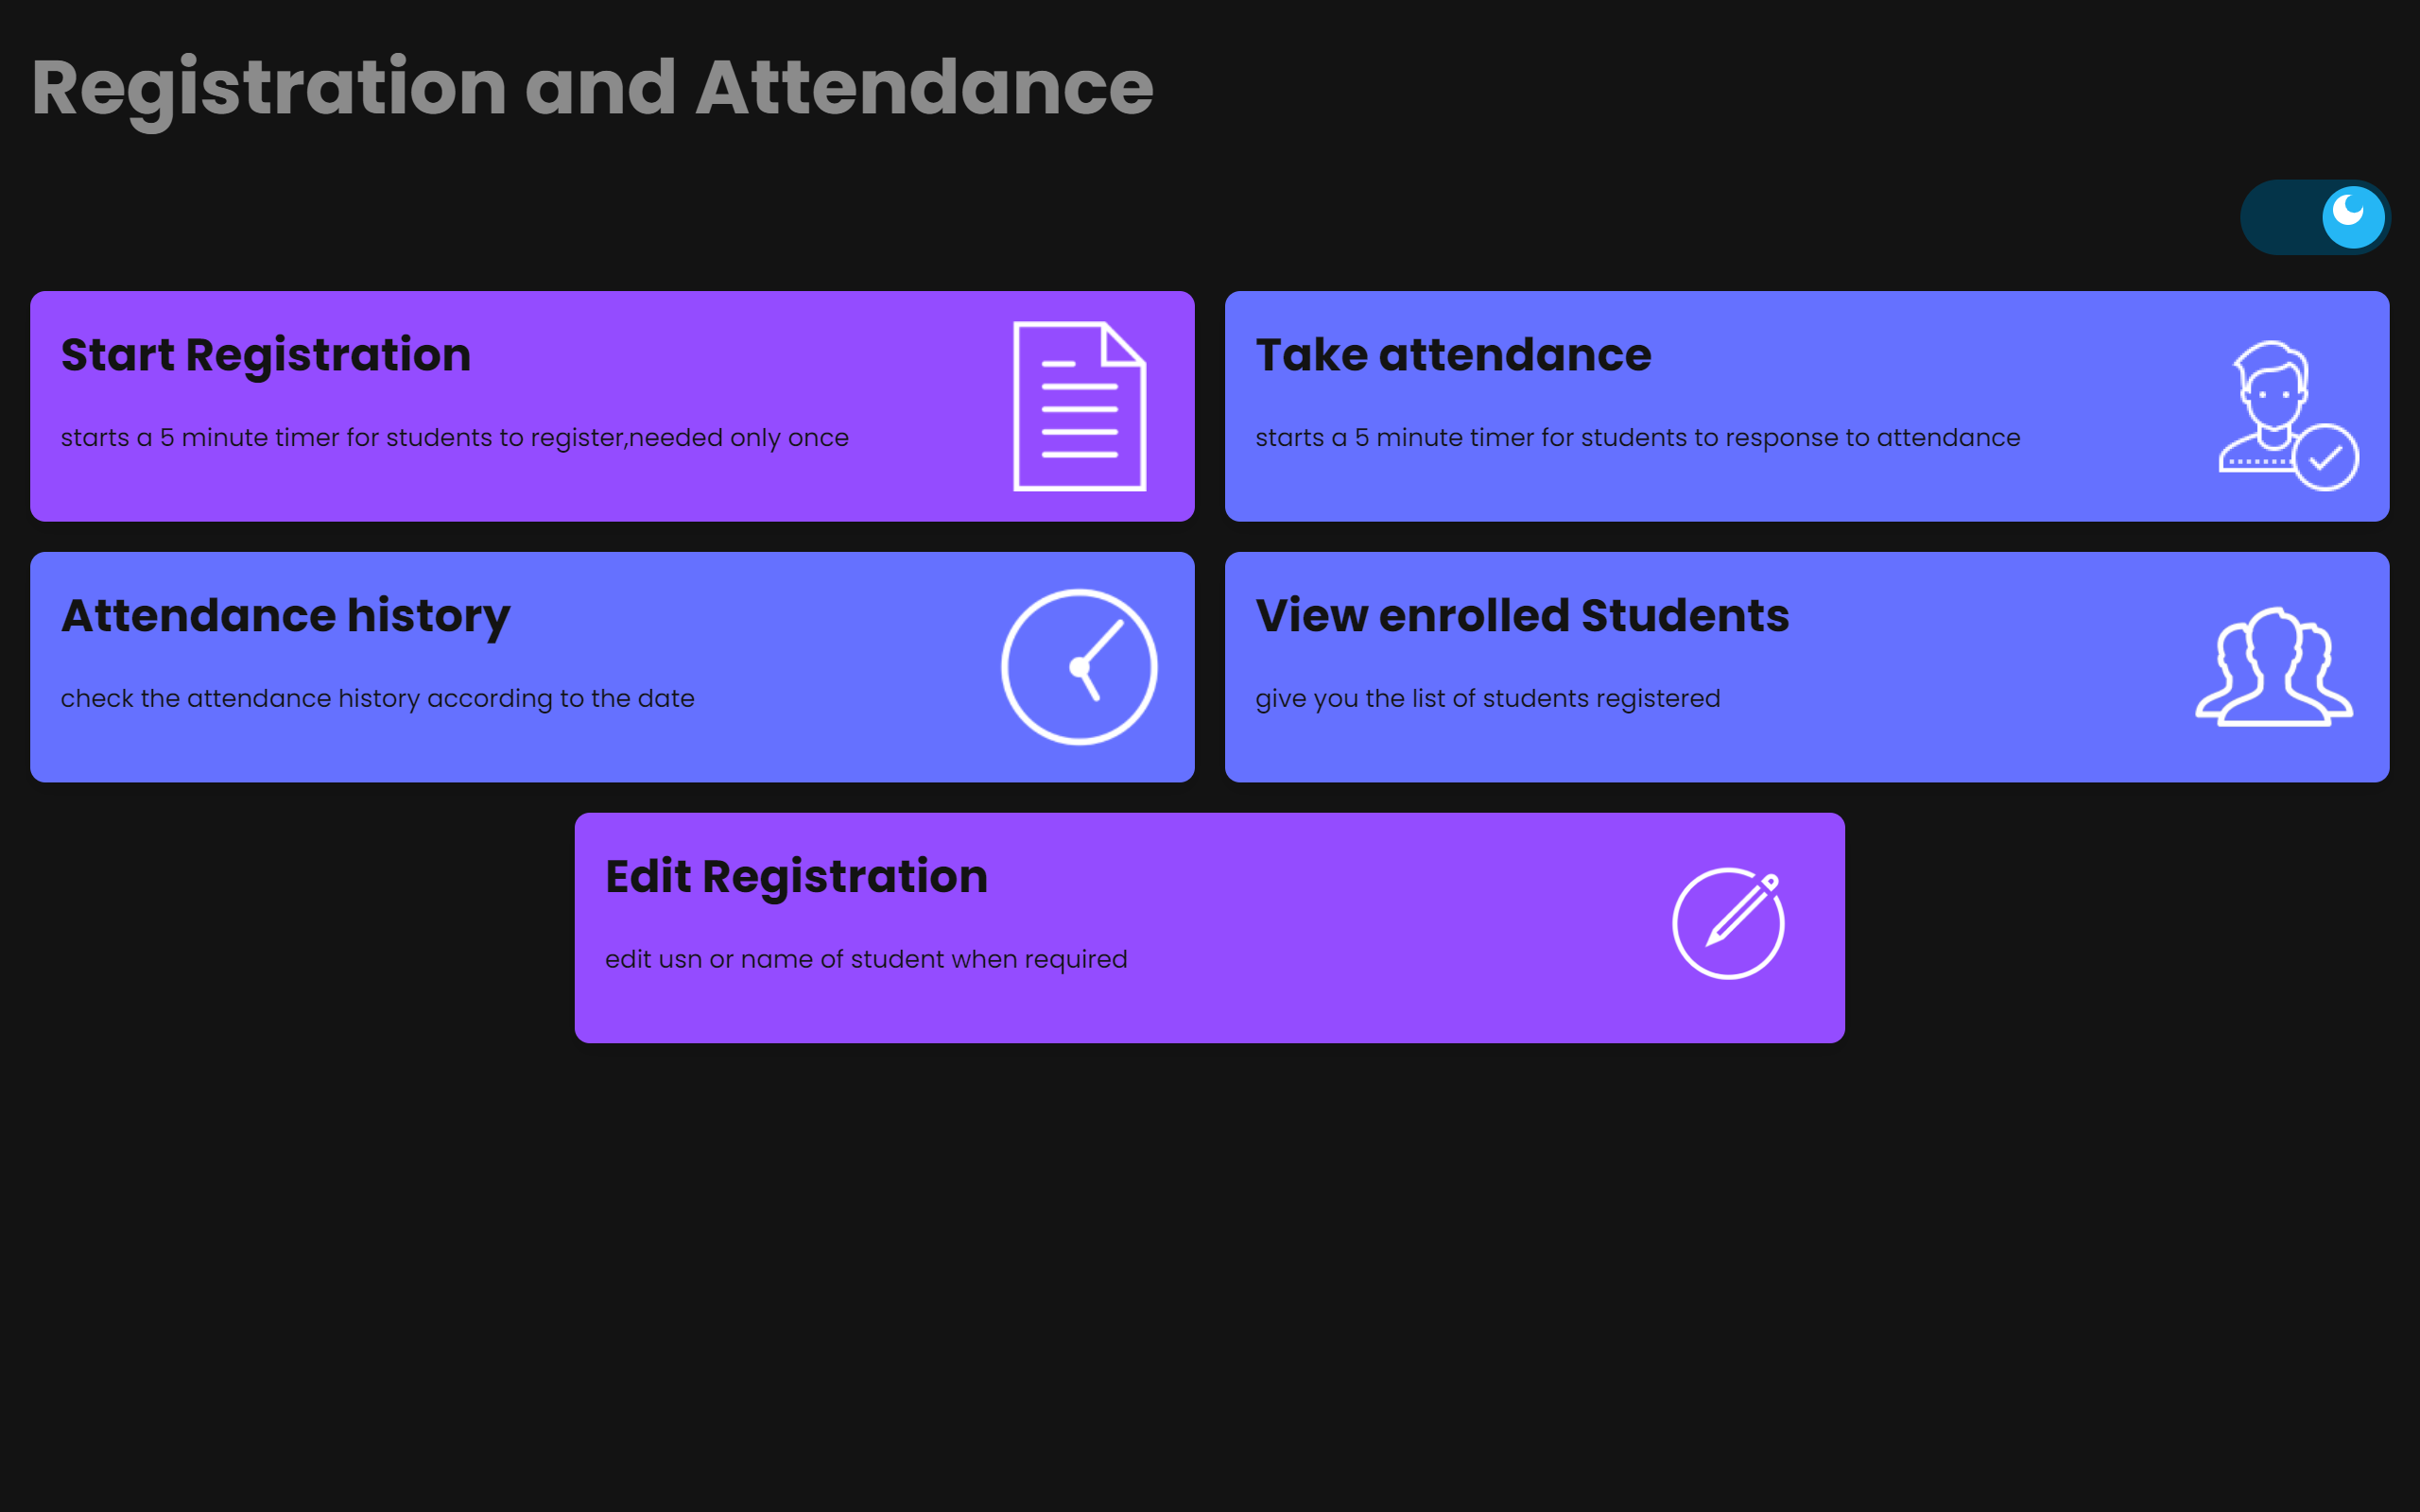 Registration and Attendance
Start Registration
starts a 5 minute timer for students to register,needed only once
Take attendance
starts a 5 minute timer for students to response to attendance
Attendance history
check the attendance history according to the date
View enrolled Students
give you the list of students registered
Edit Registration
edit usn or name of student when required